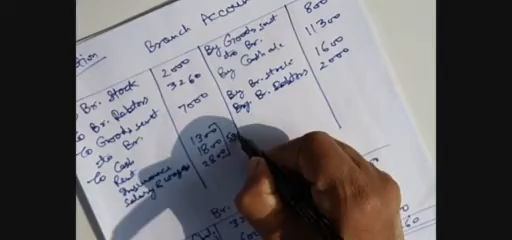 Branch Account
To Br. Stock 2000 By Goods sent 800
To Br. Debtors 3260 to Br.
To Goods sent 7000 By Cash a/c 11300
to Br. By Br. Stock 1600
To Cash By Br. Debtors 2000
Rent 1300
Insurance 1800
Salary & wages 2800
Br.